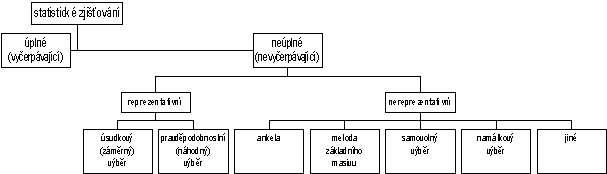 statistické zjišťování
úplné
(vyčerpávající)
neúplné
(nevyčerpávající)
reprezentativní
nereprezentativní
úsudkový
(záměrný)
výběr
pravděpodobnostní
(náhodný)
výběr
anketa
metoda
základního
masivu
samovolný
výběr
namátkový
výběr
jiné